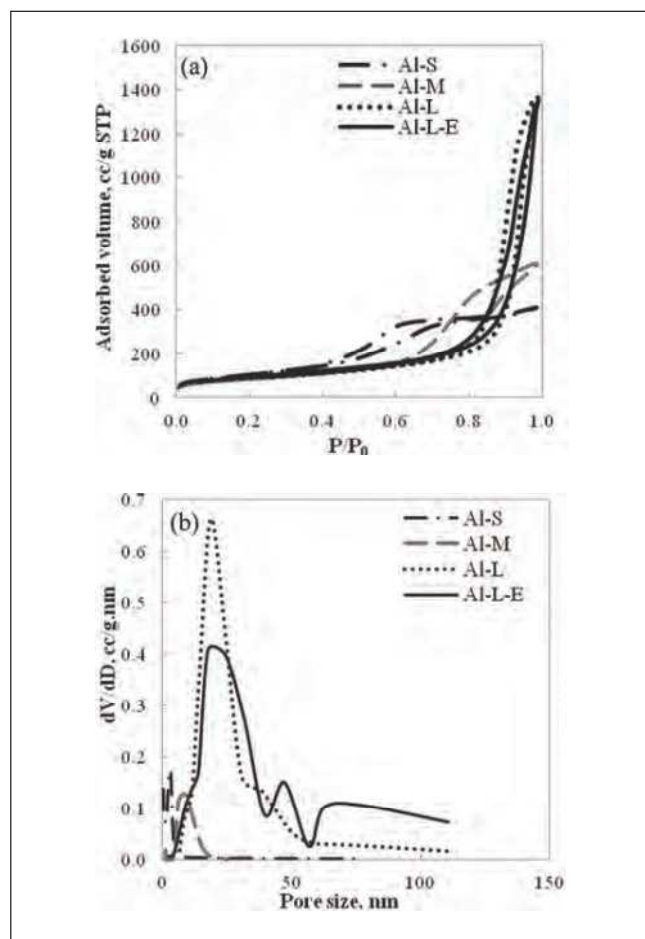 (a)
Al-S
Al-M
Al-L
Al-L-E
Adsorbed volume, cc/g STP
1600
1400
1200
1000
800
600
400
200
0
0.0 0.2 0.4 0.6 0.8 1.0
P/P₀
(b)
Al-S
Al-M
Al-L
Al-L-E
dV/dD, cc/g.nm
0.7
0.6
0.5
0.4
0.3
0.2
0.1
0.0
0 50 100 150
Pore size, nm